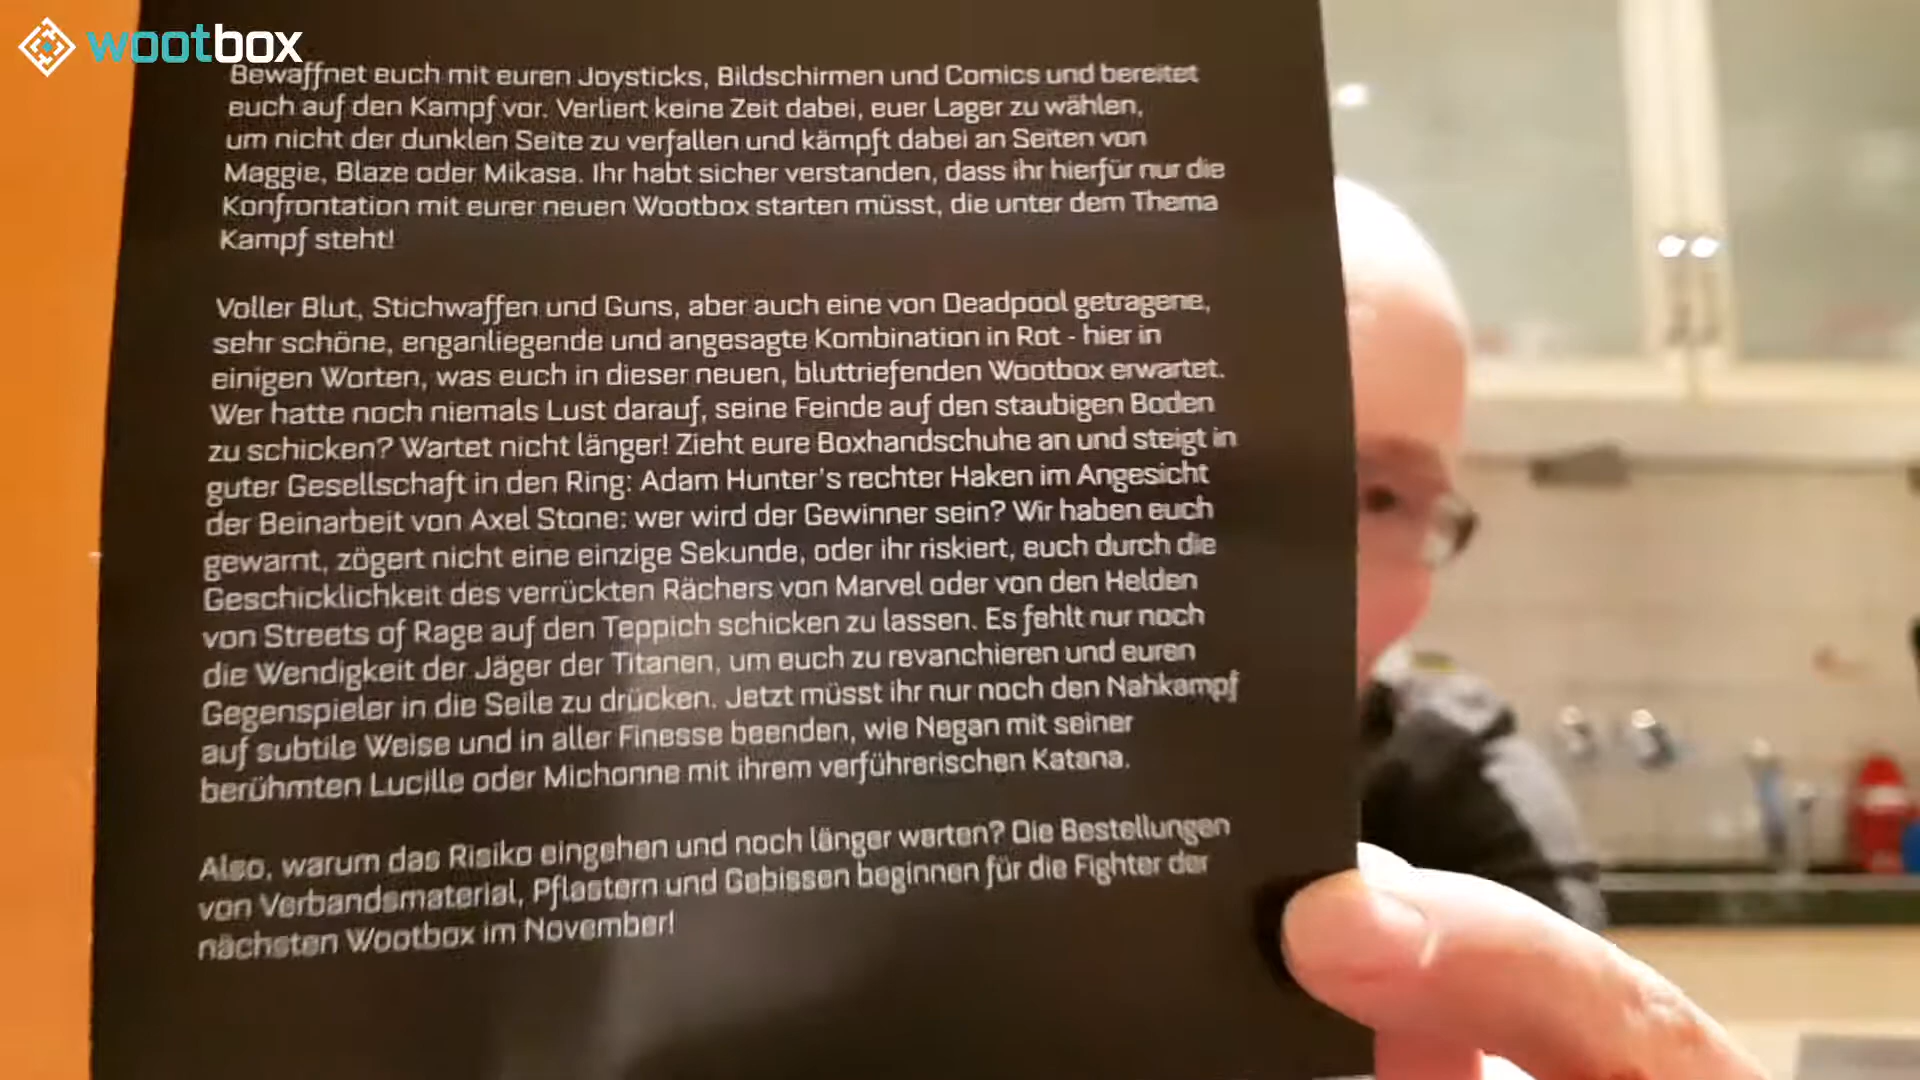 wootbox
Bewaffnet euch mit euren Joysticks, Bildschirmen und Comics und bereitet
euch auf den Kampf vor. Verliert keine Zeit dabei, euer Lager zu wählen,
um nicht der dunklen Seite zu verfallen und kämpft dabei an Seiten von
Maggie, Blaze oder Mikasa. Ihr habt sicher verstanden, dass ihr hierfür nur die
Konfrontation mit eurer neuen Wootbox starten müsst, die unter dem Thema
Kampf steht!
Voller Blut, Stichwaffen und Guns, aber auch eine von Deadpool getragene,
sehr schöne, enganliegende und angesagte Kombination in Rot - hier in
einigen Worten, was euch in dieser neuen, bluttriefenden Wootbox erwartet.
Wer hatte noch niemals Lust darauf, seine Feinde auf den staubigen Boden
zu schicken? Wartet nicht länger! Zieht eure Boxhandschuhe an und steigt in
guter Gesellschaft in den Ring: Adam Hunter's rechter Haken im Angesicht
der Beinarbeit von Axel Stone: wer wird der Gewinner sein? Wir haben euch
gewarnt, zögert nicht eine einzige Sekunde, oder ihr riskiert, euch durch die
Geschicklichkeit des verrückten Rächers von Marvel oder von den Helden
von Streets of Rage auf den Teppich schicken zu lassen. Es fehlt nur noch
die Wendigkeit der Jäger der Titanen, um euch zu revanchieren und euren
Gegenspieler in die Seile zu drücken. Jetzt müsst ihr nur noch den Nahkampf
auf subtile Weise und in aller Finesse beenden, wie Negan mit seiner
berühmten Lucille oder Michonne mit ihrem verführerischen Katana.
Also, warum das Risiko eingehen und noch länger warten? Die Bestellungen
von Verbandsmaterial, Pflastern und Gebissen beginnen für die Fighter der
nächsten Wootbox im November!